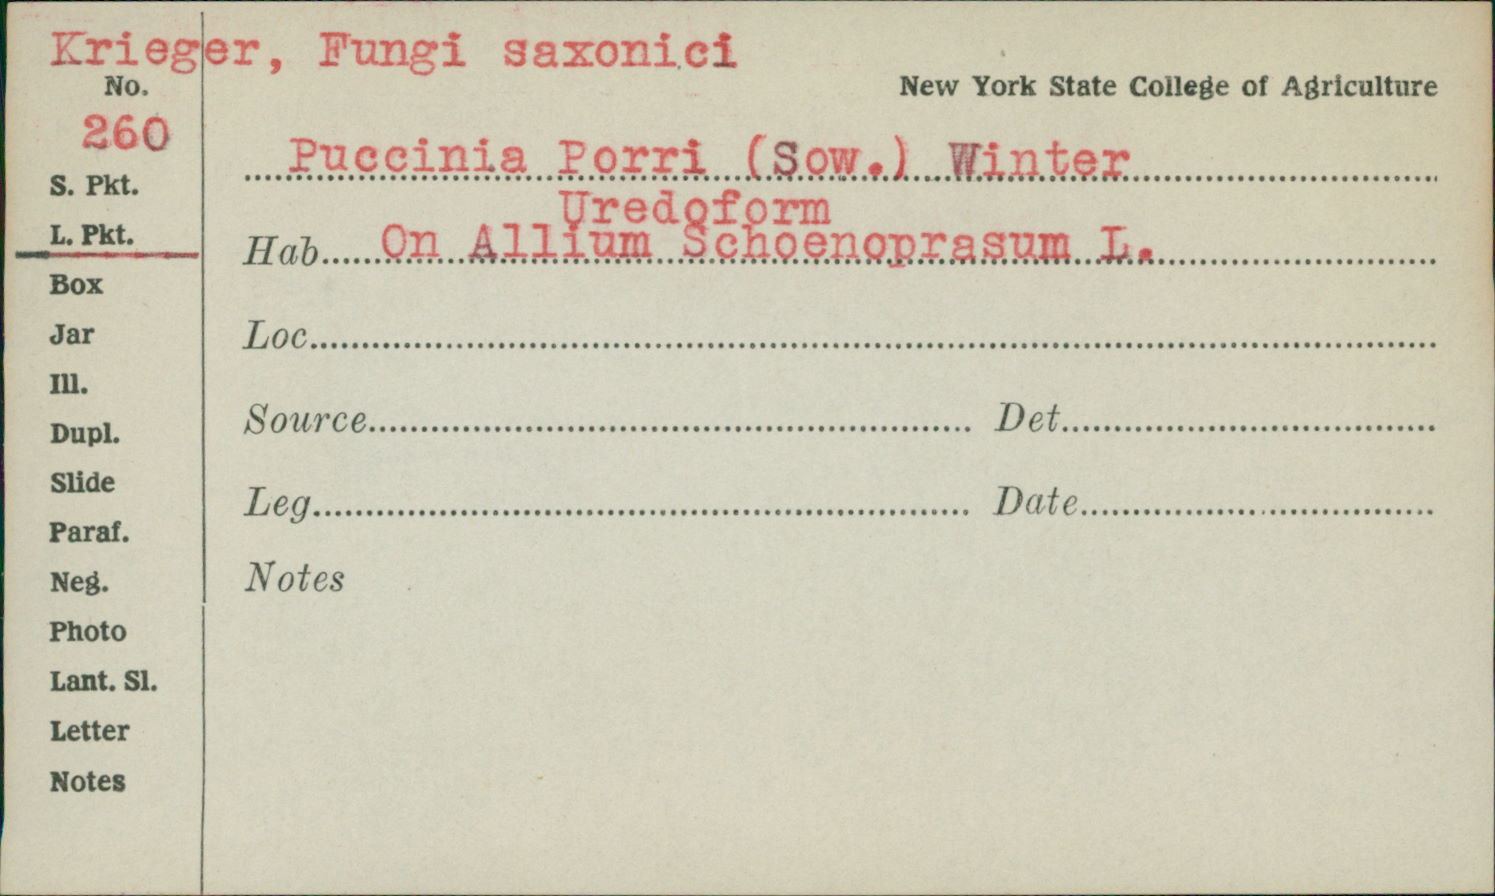 Krieger, Fungi saxonici
New York State College of Agriculture
No.
260
Puccinia Porri (Sow.) Winter
Uredoform
S. Pkt.
L. Pkt.
Hab. On Allium Schoenoprasum L.
Box
Jar
Loc.
Ill.
Dupl.
Source Det.
Slide
Leg. Date
Paraf.
Neg.
Notes
Photo
Lant. Sl.
Letter
Notes